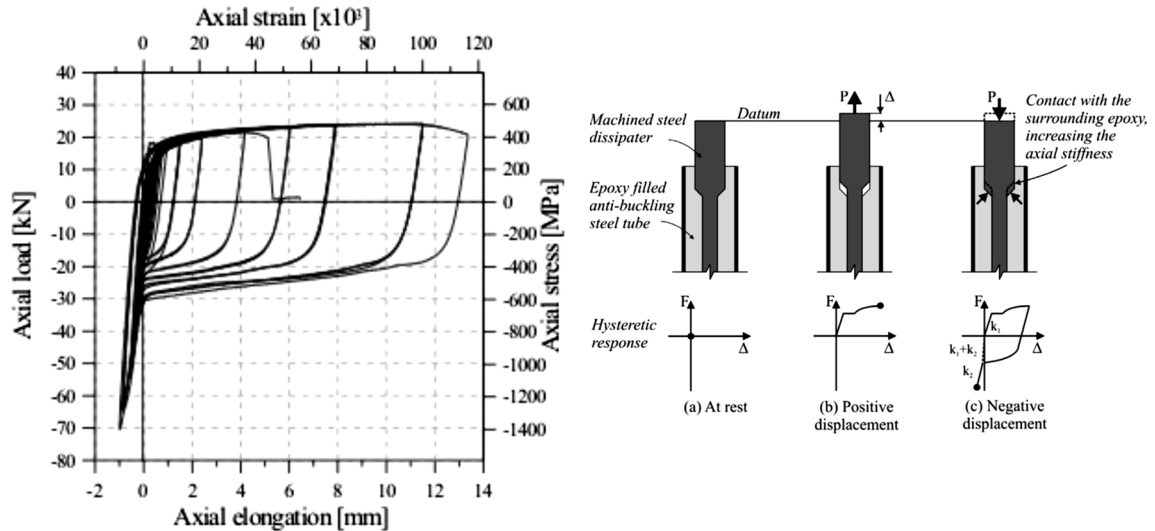 Axial strain [x10³]
0 20 40 60 80 100 120
40
30
20
10
0
-10
-20
-30
-40
-50
-60
-70
-80
Axial load [kN]
600
400
200
0
-200
-400
-600
-800
-1000
-1200
-1400
Axial stress [MPa]
-2 0 2 4 6 8 10 12 14
Axial elongation [mm]
Machined steel
dissipater
Datum
P
Δ
P
Contact with the
surrounding epoxy,
increasing the
axial stiffness
Epoxy filled
anti-buckling
steel tube
Hysteretic
response
F
Δ
F
Δ
F
k₁
Δ
k₁+k₂
k₂
(a) At rest
(b) Positive
displacement
(c) Negative
displacement